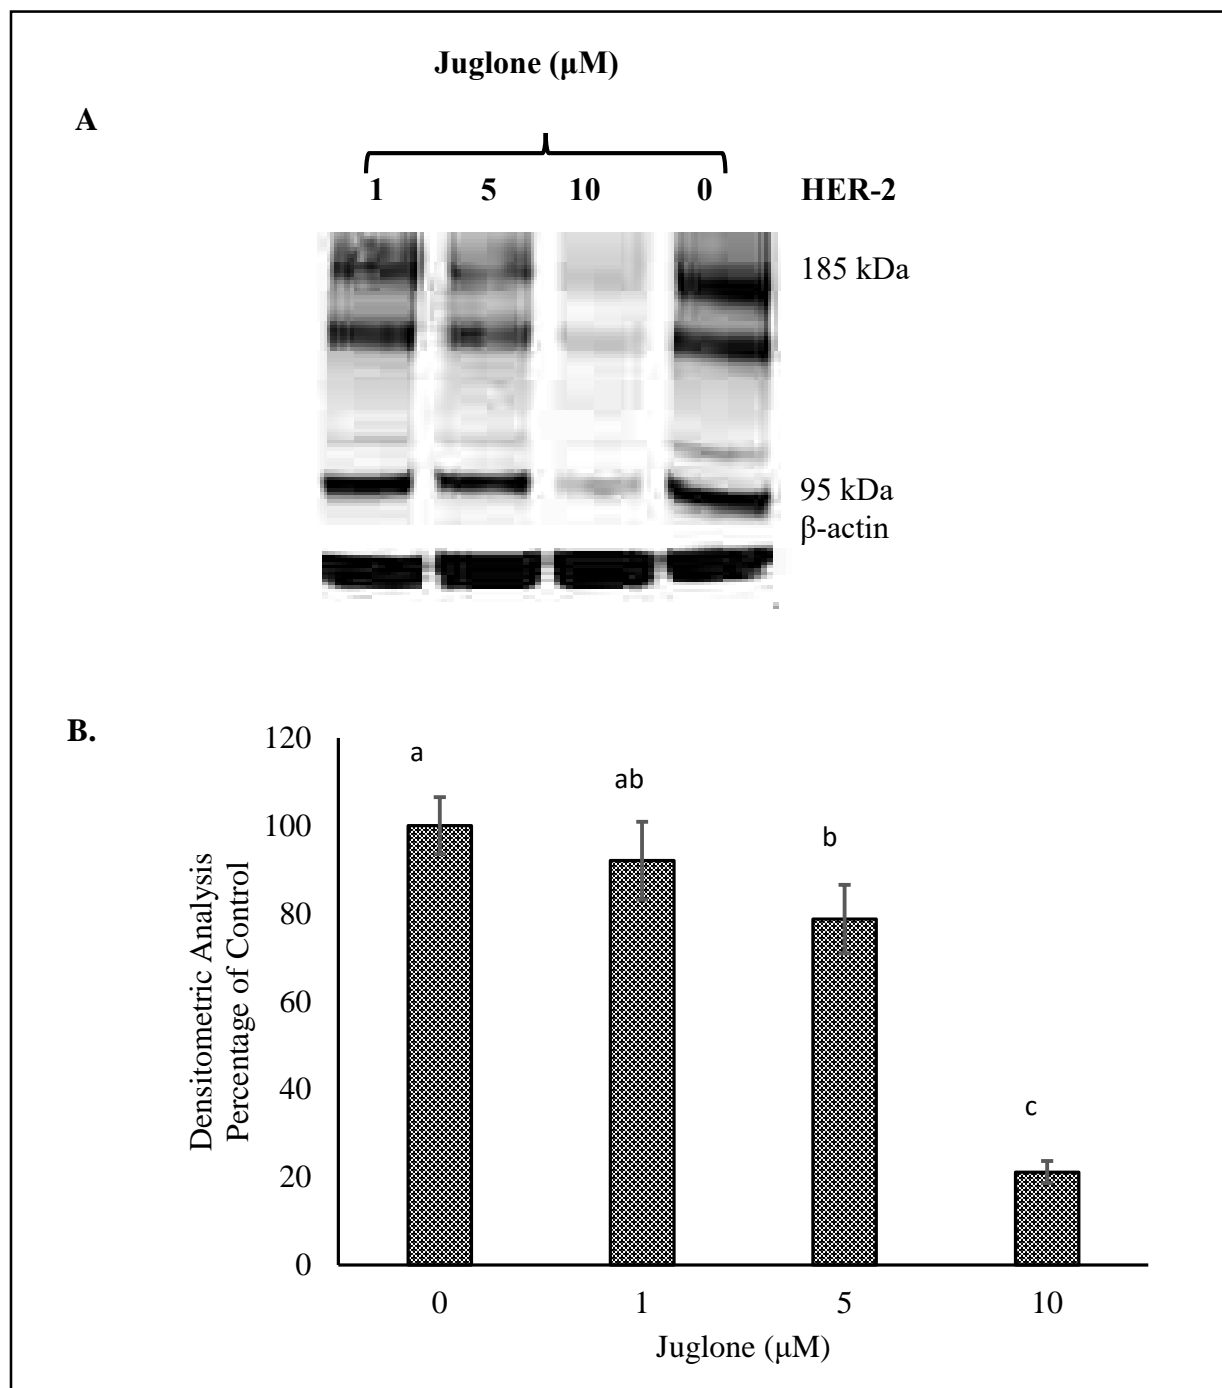 Juglone (μM)
A
1 5 10 0 HER-2
185 kDa
95 kDa
β-actin
B.
120
100
80
60
40
20
0
Densitometric Analysis
Percentage of Control
a
ab
b
c
0 1 5 10
Juglone (μM)